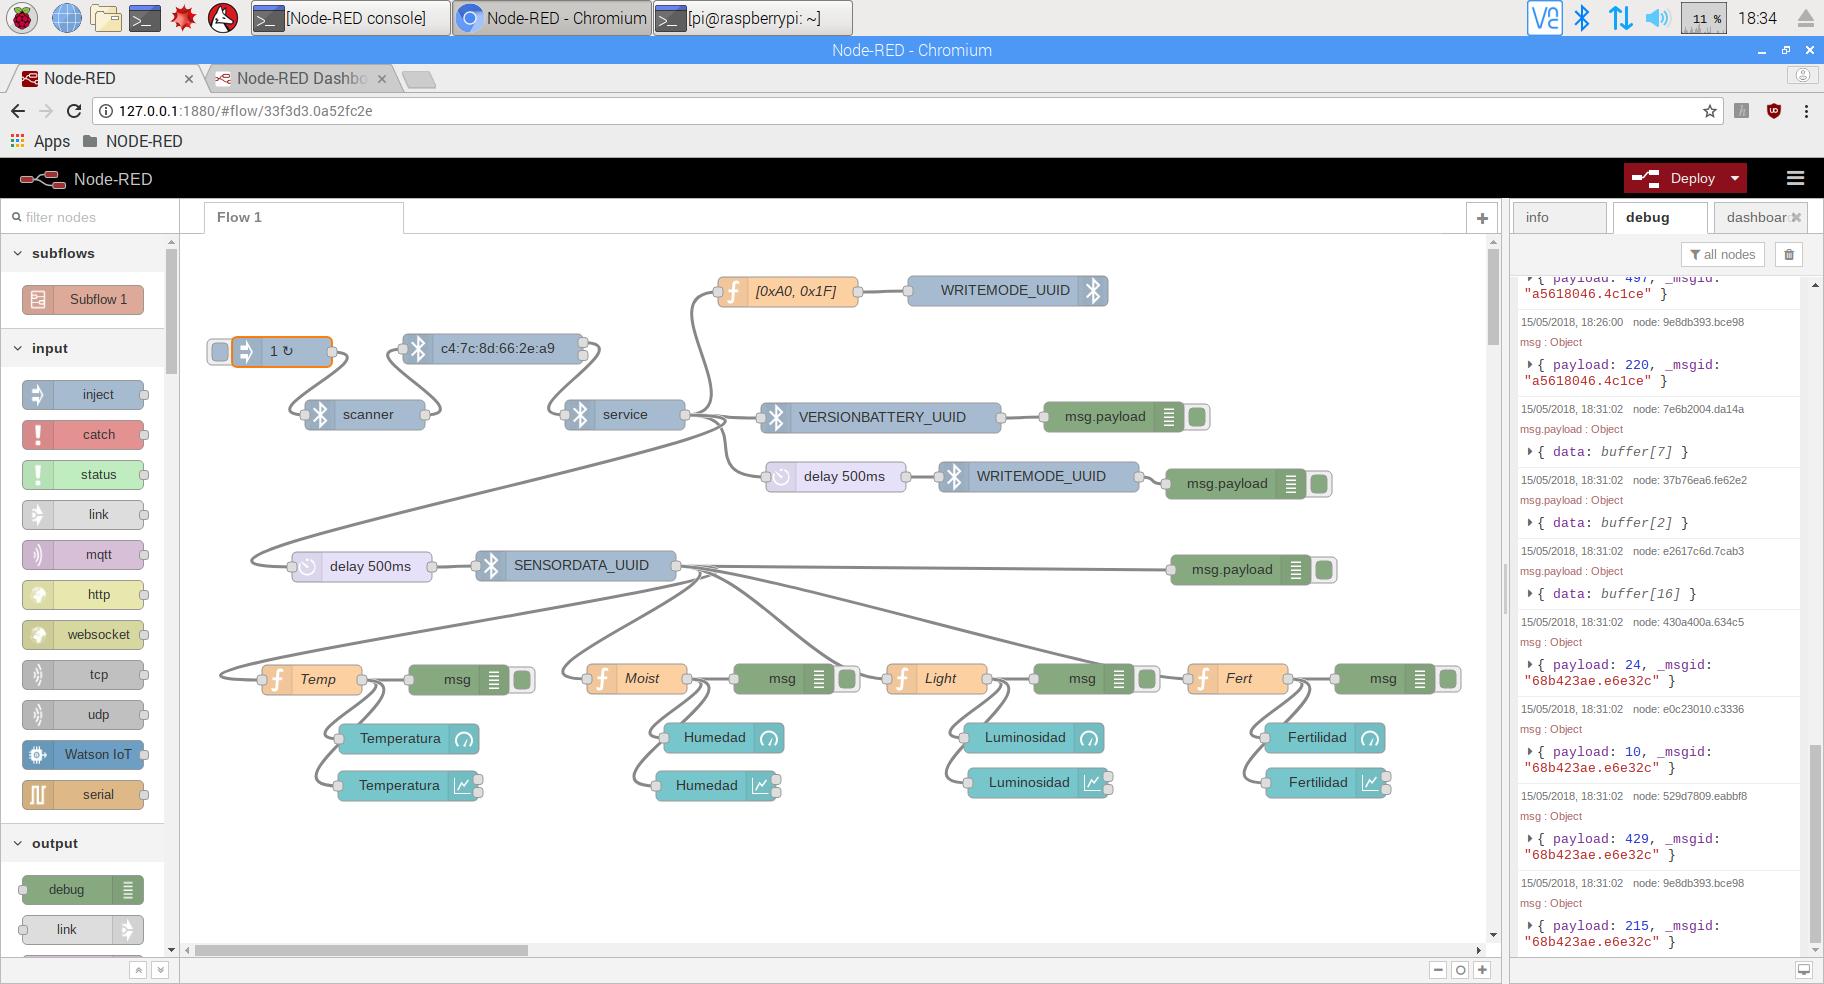 [Node-RED console]
Node-RED - Chromium
[pi@raspberrypi: ~]
11 %
18:34
Node-RED - Chromium
Node-RED
Node-RED Dashbo
127.0.0.1:1880/#flow/33f3d3.0a52fc2e
Apps
NODE-RED
Node-RED
Deploy
filter nodes
subflows
Subflow 1
input
inject
catch
status
link
mqtt
http
websocket
tcp
udp
Watson IoT
serial
output
debug
link
Flow 1
[0xA0, 0x1F]
WRITEMODE_UUID
1 ↻
c4:7c:8d:66:2e:a9
scanner
service
VERSIONBATTERY_UUID
msg.payload
delay 500ms
WRITEMODE_UUID
msg.payload
delay 500ms
SENSORDATA_UUID
msg.payload
Temp
msg
Moist
msg
Light
msg
Fert
msg
Temperatura
Humedad
Luminosidad
Fertilidad
Temperatura
Humedad
Luminosidad
Fertilidad
info
debug
dashboar
all nodes
{ payload: 497, _msgid:
"a5618046.4c1ce" }
15/05/2018, 18:26:00 node: 9e8db393.bce98
msg : Object
{ payload: 220, _msgid:
"a5618046.4c1ce" }
15/05/2018, 18:31:02 node: 7e6b2004.da14a
msg.payload : Object
{ data: buffer[7] }
15/05/2018, 18:31:02 node: 37b76ea6.fe62e2
msg.payload : Object
{ data: buffer[2] }
15/05/2018, 18:31:02 node: e2617c6d.7cab3
msg.payload : Object
{ data: buffer[16] }
15/05/2018, 18:31:02 node: 430a400a.634c5
msg : Object
{ payload: 24, _msgid:
"68b423ae.e6e32c" }
15/05/2018, 18:31:02 node: e0c23010.c3336
msg : Object
{ payload: 10, _msgid:
"68b423ae.e6e32c" }
15/05/2018, 18:31:02 node: 529d7809.eabbf8
msg : Object
{ payload: 429, _msgid:
"68b423ae.e6e32c" }
15/05/2018, 18:31:02 node: 9e8db393.bce98
msg : Object
{ payload: 215, _msgid:
"68b423ae.e6e32c" }